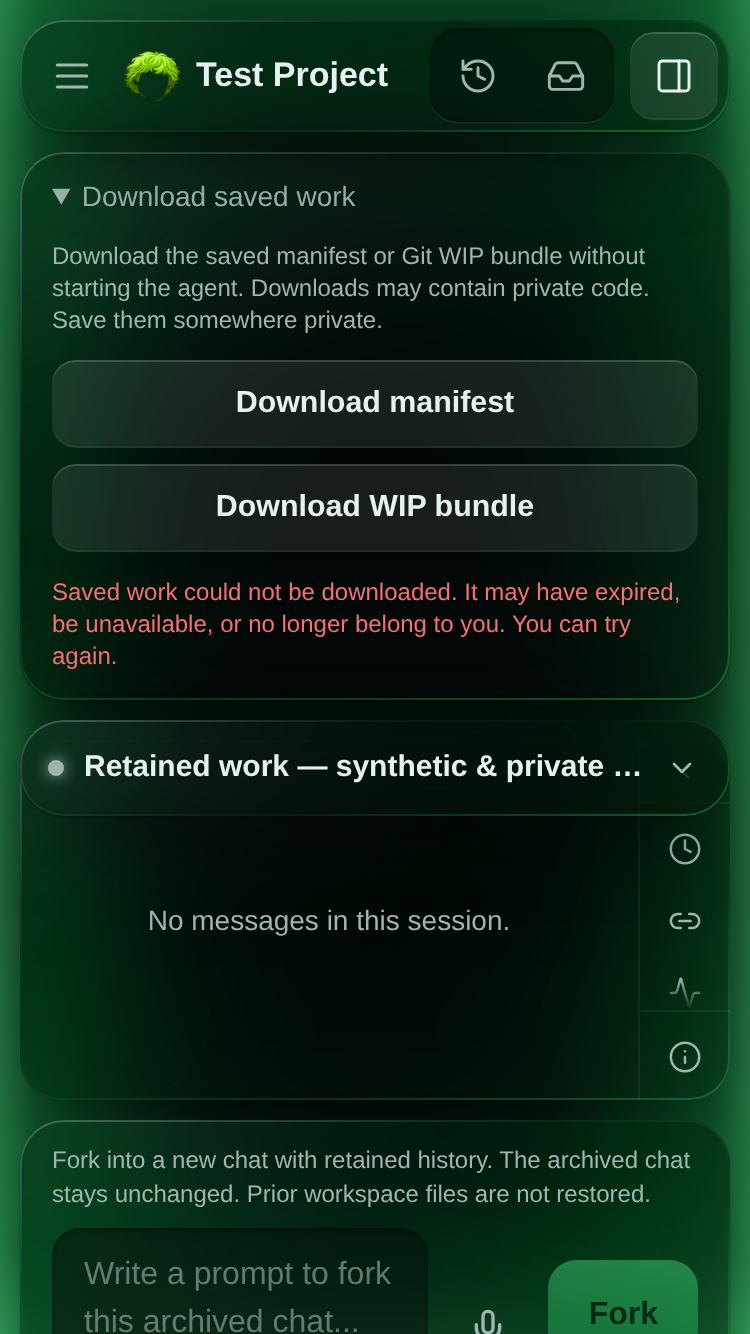 Test Project
▼ Download saved work
Download the saved manifest or Git WIP bundle without
starting the agent. Downloads may contain private code.
Save them somewhere private.
Download manifest
Download WIP bundle
Saved work could not be downloaded. It may have expired,
be unavailable, or no longer belong to you. You can try
again.
Retained work — synthetic & private ...
No messages in this session.
Fork into a new chat with retained history. The archived chat
stays unchanged. Prior workspace files are not restored.
Write a prompt to fork
this archived chat...
Fork